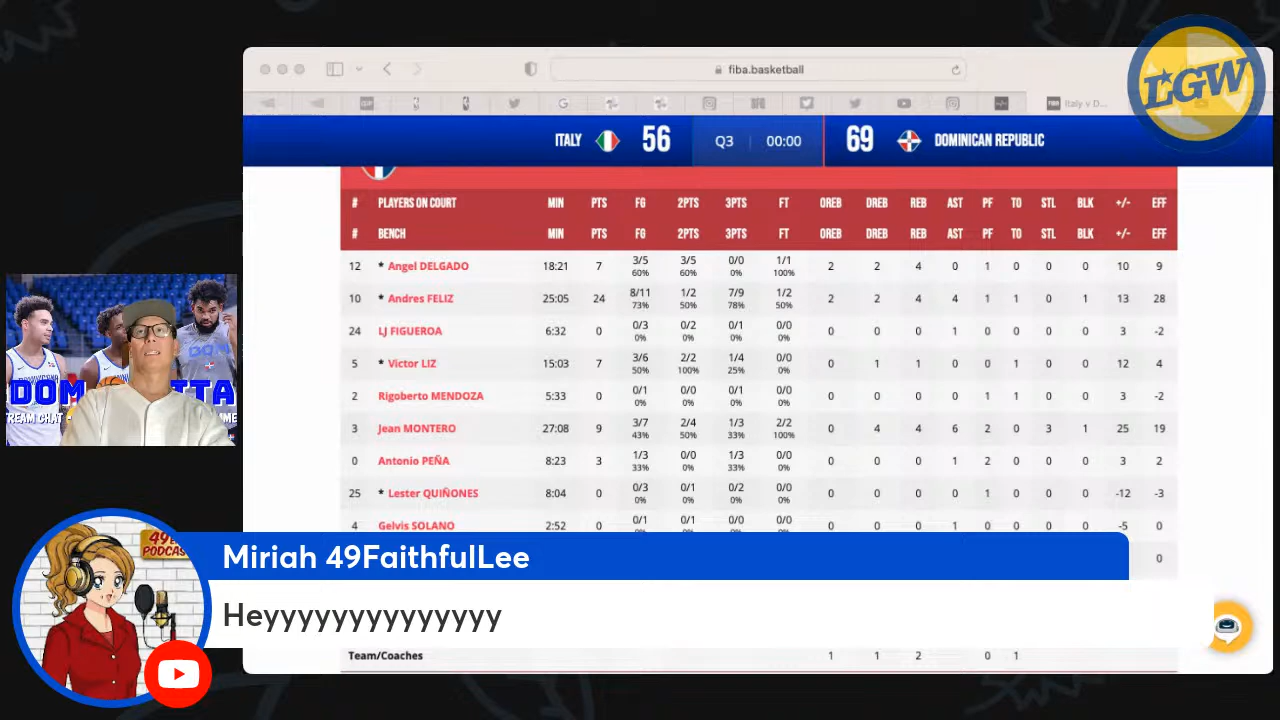 fiba.basketball
LGW
Italy v D...
ITALY 56 Q3 00:00 69 DOMINICAN REPUBLIC
# PLAYERS ON COURT MIN PTS FG 2PTS 3PTS FT OREB DREB REB AST PF TO STL BLK +/- EFF
# BENCH MIN PTS FG 2PTS 3PTS FT OREB DREB REB AST PF TO STL BLK +/- EFF
12 * Angel DELGADO 18:21 7 3/5 3/5 0/0 1/1 2 2 4 0 1 0 0 0 10 9
60% 60% 0% 100%
10 * Andres FELIZ 25:05 24 8/11 1/2 7/9 1/2 2 2 4 4 1 1 0 1 13 28
73% 50% 78% 50%
24 LJ FIGUEROA 6:32 0 0/3 0/2 0/1 0/0 0 0 0 1 0 0 0 0 3 -2
0% 0% 0% 0%
5 * Victor LIZ 15:03 7 3/6 2/2 1/4 0/0 0 1 1 0 0 1 0 0 12 4
50% 100% 25% 0%
2 Rigoberto MENDOZA 5:33 0 0/1 0/0 0/1 0/0 0 0 0 0 1 1 0 0 3 -2
0% 0% 0% 0%
3 Jean MONTERO 27:08 9 3/7 2/4 1/3 2/2 0 4 4 6 2 0 3 1 25 19
43% 50% 33% 100%
0 Antonio PEÑA 8:23 3 1/3 0/0 1/3 0/0 0 0 0 1 2 0 0 0 3 2
33% 0% 33% 0%
25 * Lester QUIÑONES 8:04 0 0/3 0/1 0/2 0/0 0 0 0 0 1 0 0 0 -12 -3
0% 0% 0% 0%
4 Gelvis SOLANO 2:52 0 0/1 0/1 0/0 0/0 0 0 0 1 0 0 0 0 -5 0
0
Team/Coaches 1 1 2 0 1
DOM
ITA
Miriah 49FaithfulLee
Heyyyyyyyyyyyyyy